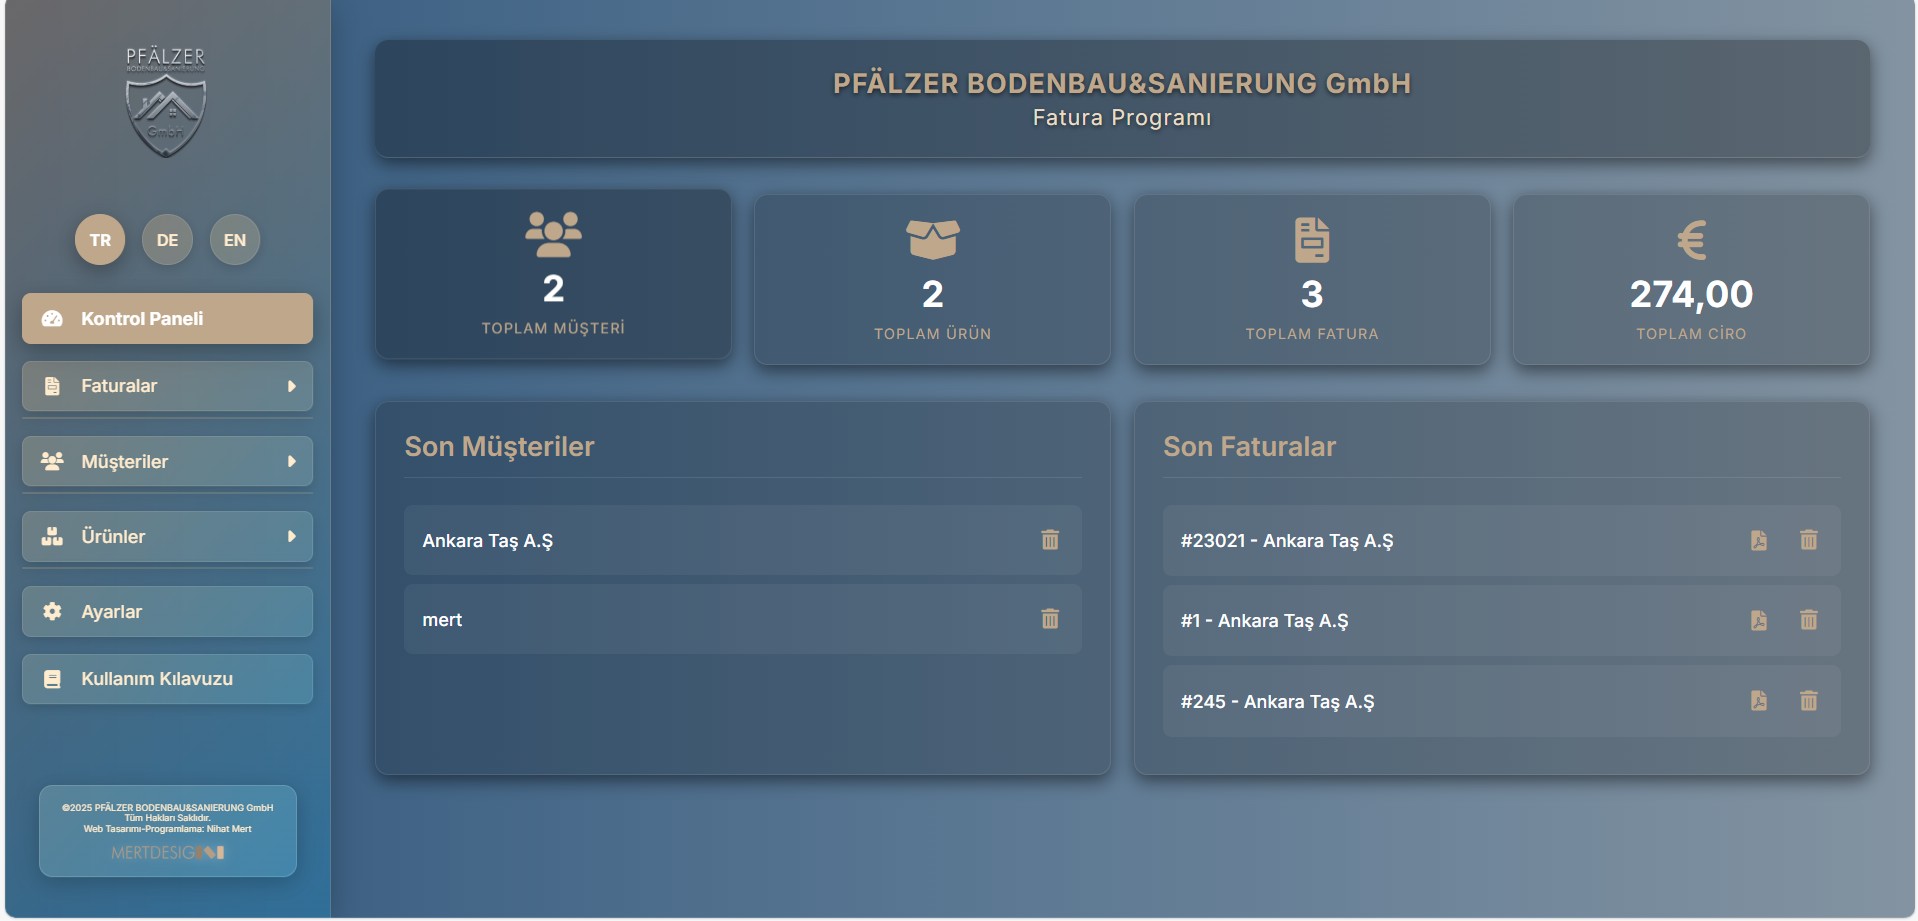 PFÄLZER
BODENBAU&SANIERUNG
GmbH
TR
DE
EN
Kontrol Paneli
Faturalar
Müşteriler
Ürünler
Ayarlar
Kullanım Kılavuzu
©2025 PFÄLZER BODENBAU&SANIERUNG GmbH
Tüm Hakları Saklıdır.
Web Tasarımı-Programlama: Nihat Mert
MERTDESIGN
PFÄLZER BODENBAU&SANIERUNG GmbH
Fatura Programı
2
TOPLAM MÜŞTERİ
2
TOPLAM ÜRÜN
3
TOPLAM FATURA
€
274,00
TOPLAM CİRO
Son Müşteriler
Ankara Taş A.Ş
mert
Son Faturalar
#23021 - Ankara Taş A.Ş
#1 - Ankara Taş A.Ş
#245 - Ankara Taş A.Ş